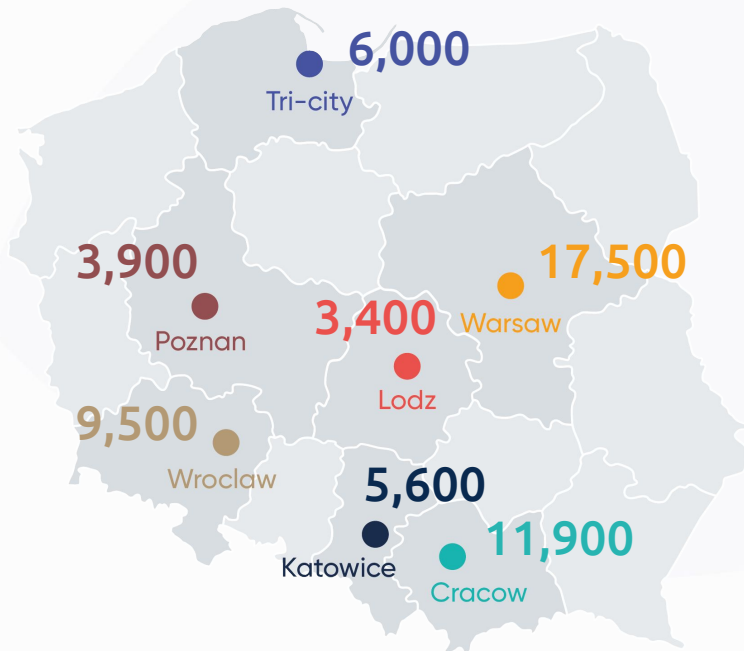 6,000
Tri-city
3,900
Poznan
17,500
Warsaw
3,400
Lodz
9,500
Wroclaw
5,600
Katowice
11,900
Cracow